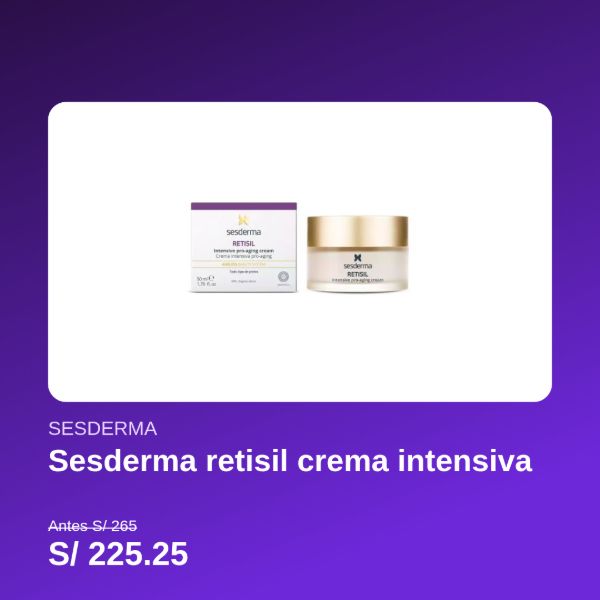 sesderma
RETISIL
Intensive pro-aging cream
Crema intensiva pro-aging
50 ml
1.76 fl. oz
sesderma
RETISIL
Intensive pro-aging cream
SESDERMA
Sesderma retisil crema intensiva
Antes S/ 265
S/ 225.25